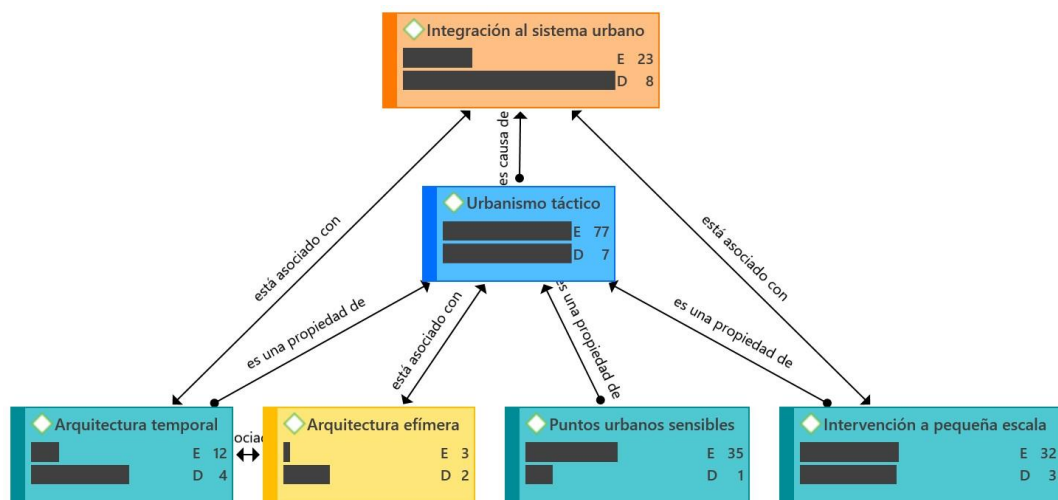 Integración al sistema urbano
E 23
D 8
es causa de
Urbanismo táctico
E 77
D 7
está asociado con
es una propiedad de
está asociado con
es una propiedad de
es una propiedad de
está asociado con
Arquitectura temporal
E 12
D 4
ociad
Arquitectura efímera
E 3
D 2
Puntos urbanos sensibles
E 35
D 1
Intervención a pequeña escala
E 32
D 3